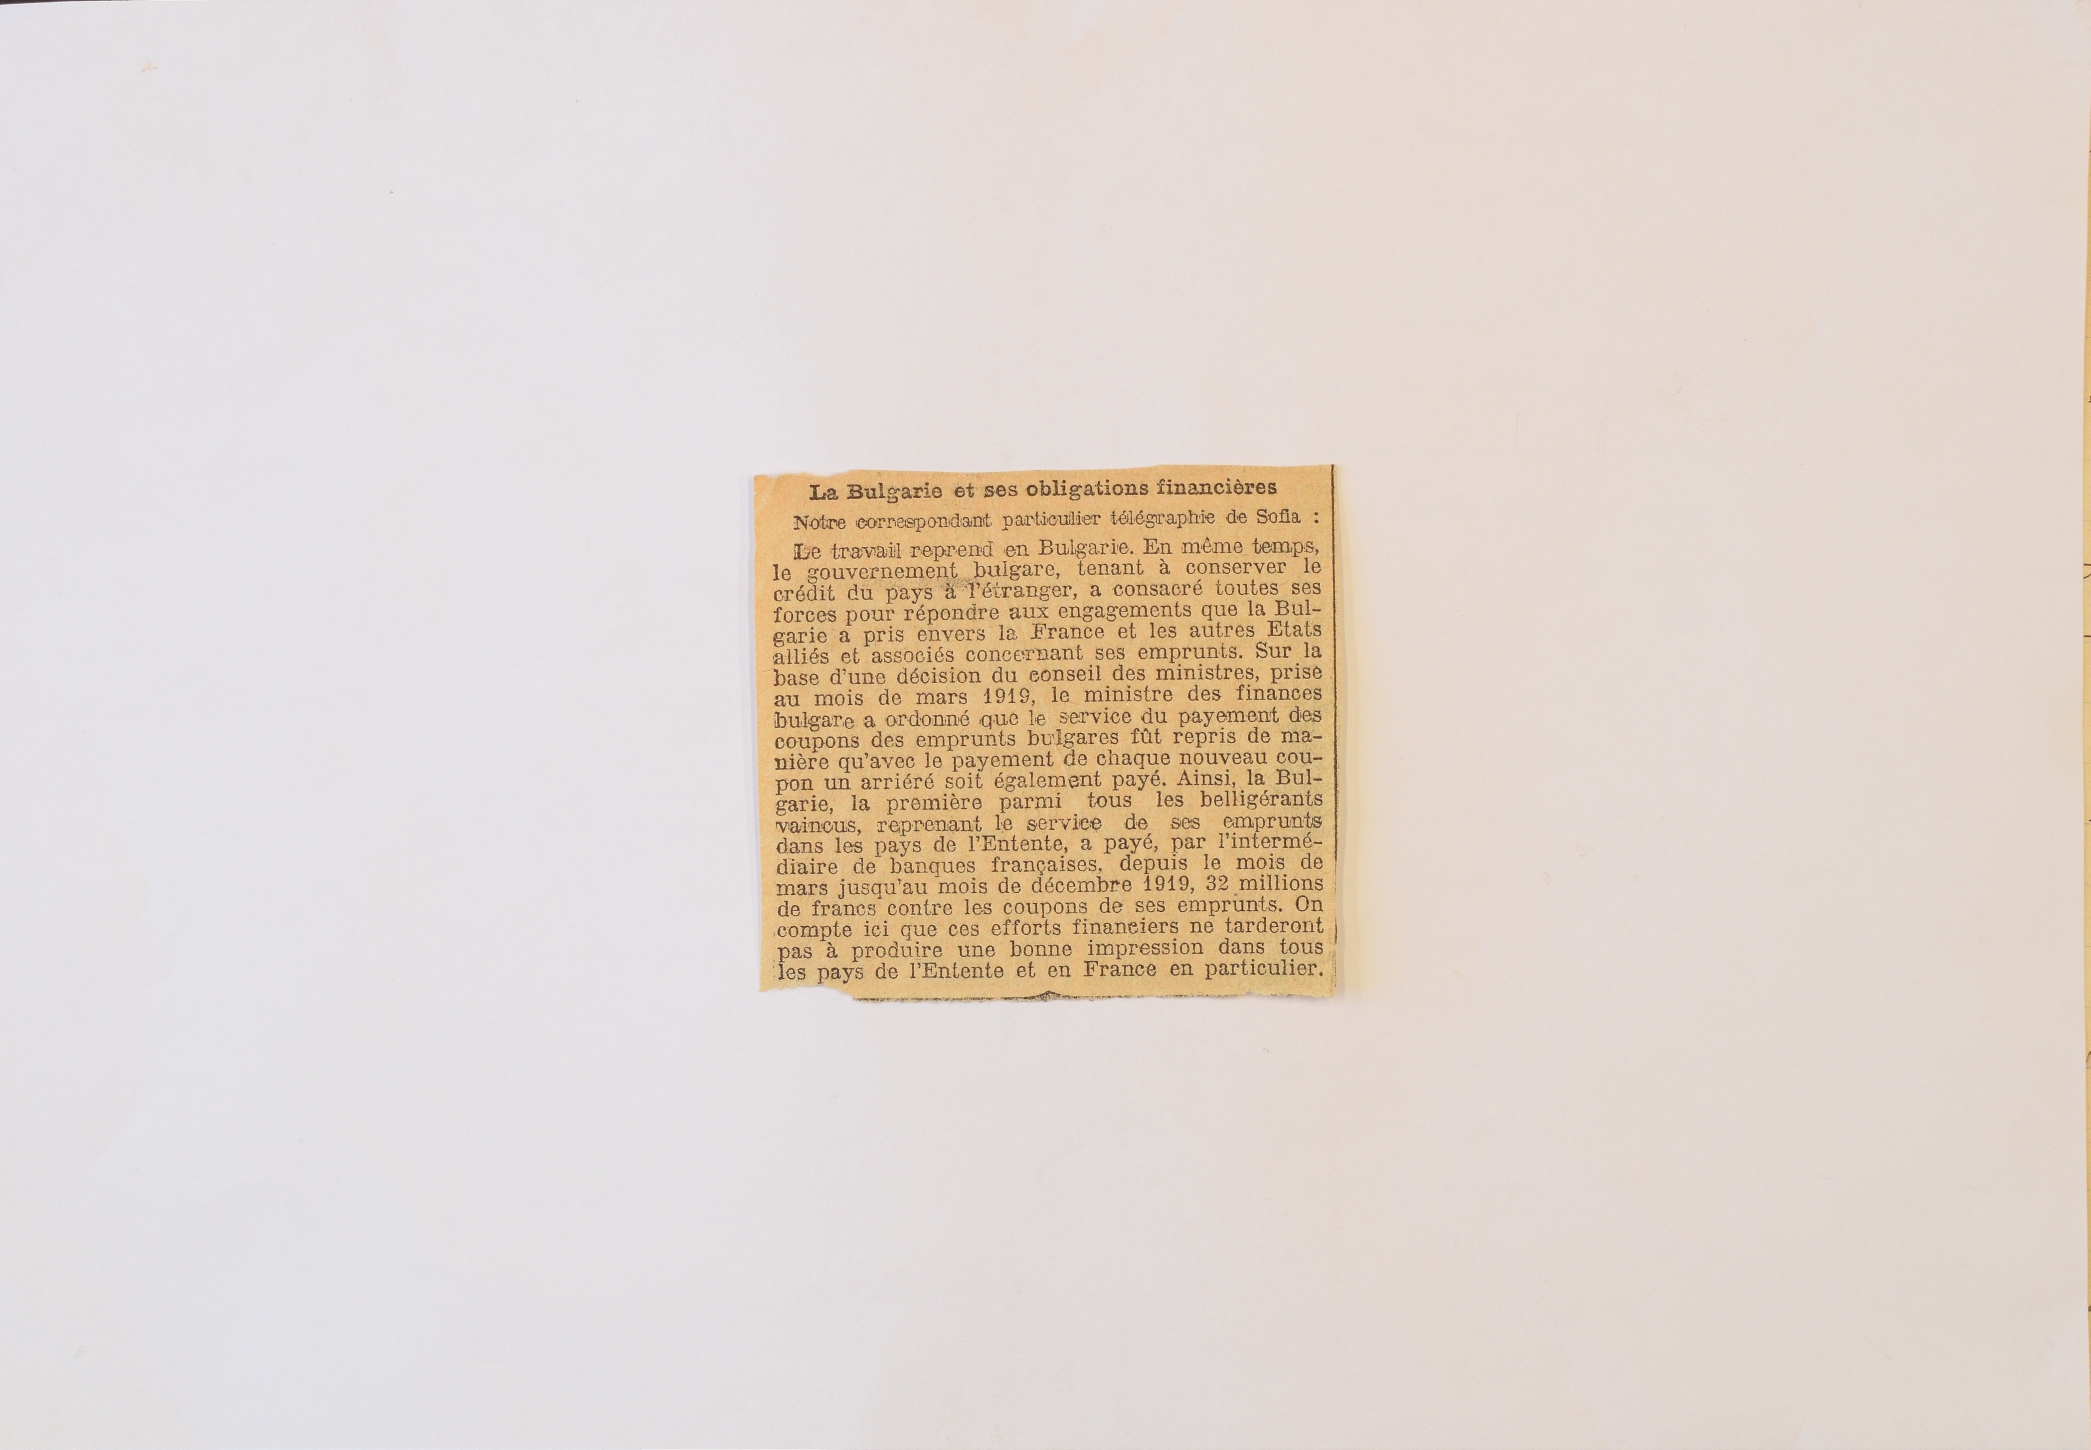 La Bulgarie et ses obligations financières
Notre correspondant particulier télégraphie de Sofia :
Le travail reprend en Bulgarie. En même temps,
le gouvernement bulgare, tenant à conserver le
crédit du pays à l'étranger, a consacré toutes ses
forces pour répondre aux engagements que la Bul-
garie a pris envers la France et les autres Etats
alliés et associés concernant ses emprunts. Sur la
base d'une décision du conseil des ministres, prise
au mois de mars 1919, le ministre des finances
bulgare a ordonné que le service du payement des
coupons des emprunts bulgares fût repris de ma-
nière qu'avec le payement de chaque nouveau cou-
pon un arriéré soit également payé. Ainsi, la Bul-
garie, la première parmi tous les belligérants
vaincus, reprenant le service de ses emprunts
dans les pays de l'Entente, a payé, par l'intermé-
diaire de banques françaises, depuis le mois de
mars jusqu'au mois de décembre 1919, 32 millions
de francs contre les coupons de ses emprunts. On
compte ici que ces efforts financiers ne tarderont
pas à produire une bonne impression dans tous
les pays de l'Entente et en France en particulier.